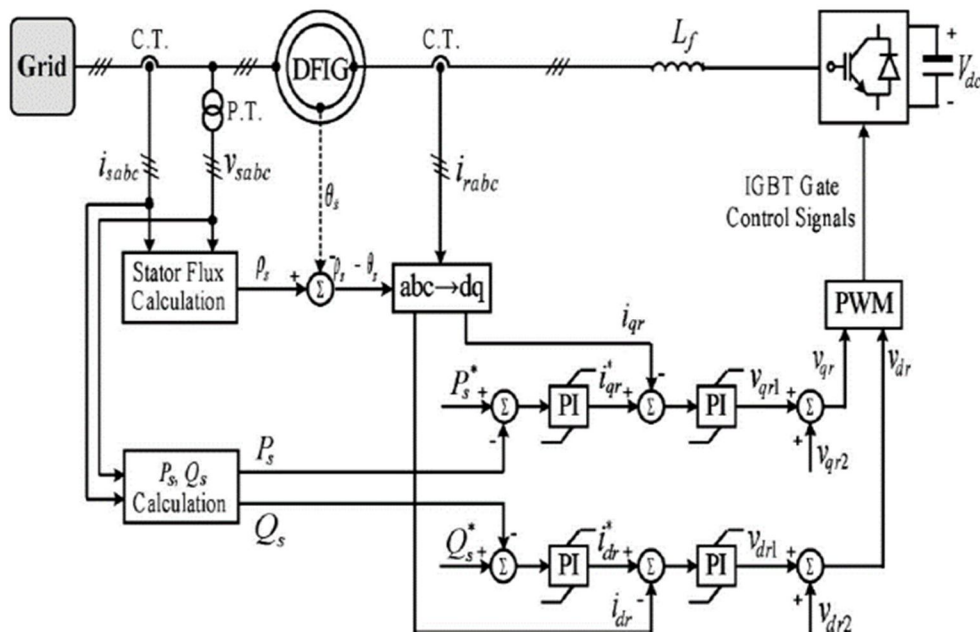 Grid
C.T.
DFIG
C.T.
L_f
+
V_dc
-
P.T.
i_sabc
v_sabc
θ_s
i_rabc
IGBT Gate
Control Signals
Stator Flux
Calculation
ρ_s
+
Σ
-
ρ_s - θ_s
abc→dq
PWM
i_qr
v_qr
v_dr
P_s^*
+
Σ
-
PI
i_qr^*
+
Σ
-
PI
v_qr1
+
Σ
+
v_qr2
P_s, Q_s
Calculation
P_s
Q_s
Q_s^*
+
Σ
-
PI
i_dr^*
+
Σ
-
i_dr
PI
v_dr1
+
Σ
+
v_dr2